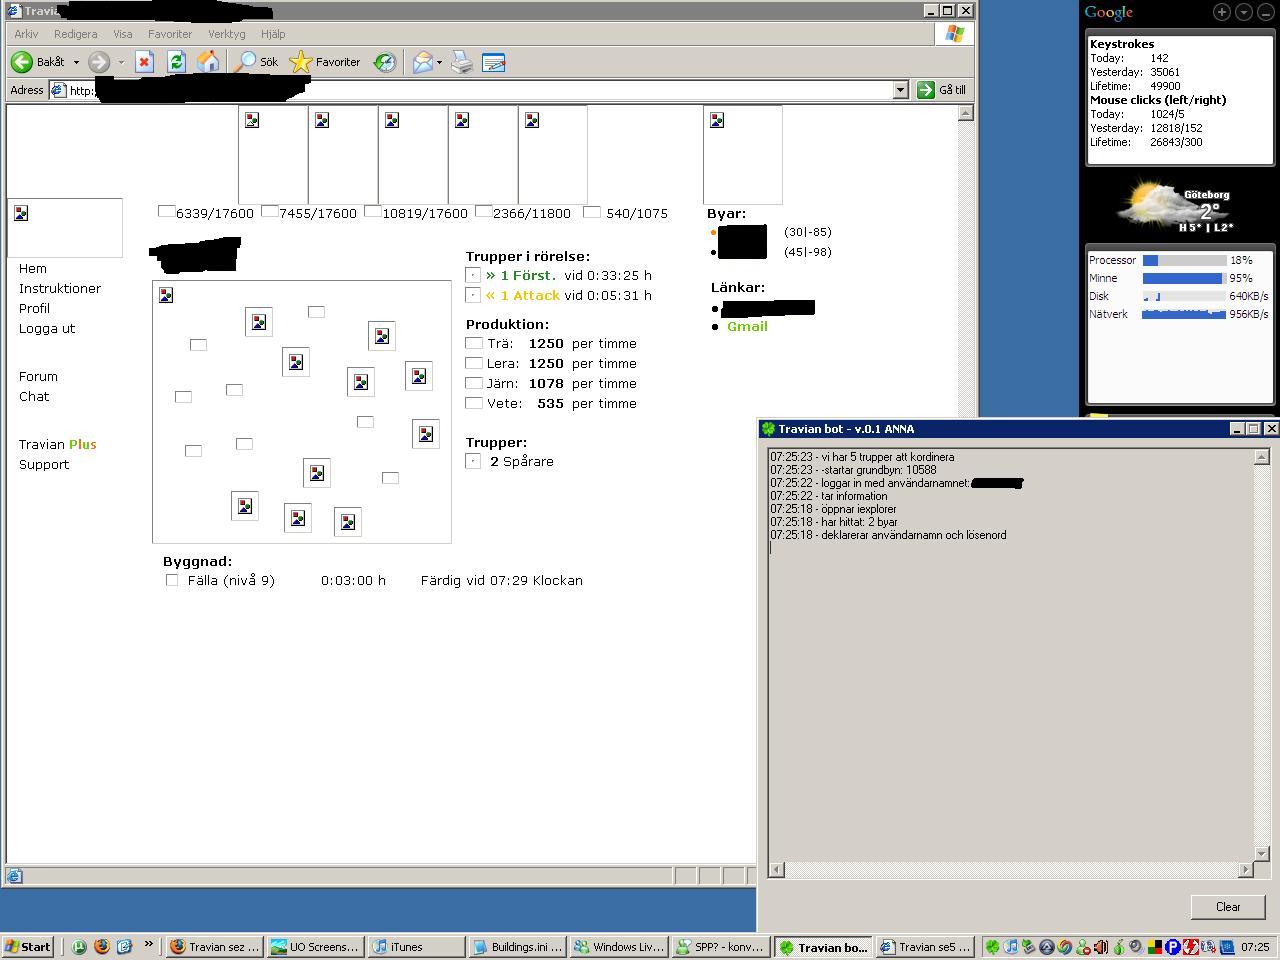 Travia
Arkiv Redigera Visa Favoriter Verktyg Hjälp
Bakåt Sök Favoriter
Adress http: Gå till
6339/17600 7455/17600 10819/17600 2366/11800 540/1075
Hem
Instruktioner
Profil
Logga ut
Forum
Chat
Travian Plus
Support
Trupper i rörelse:
» 1 Först. vid 0:33:25 h
« 1 Attack vid 0:05:31 h
Produktion:
Trä: 1250 per timme
Lera: 1250 per timme
Järn: 1078 per timme
Vete: 535 per timme
Trupper:
2 Spårare
Byggnad:
Fälla (nivå 9) 0:03:00 h Färdig vid 07:29 Klockan
Byar:
(30|-85)
(45|-98)
Länkar:
Gmail
Google
Keystrokes
Today: 142
Yesterday: 35061
Lifetime: 49900
Mouse clicks (left/right)
Today: 1024/5
Yesterday: 12818/152
Lifetime: 26843/300
Göteborg
2°
H 5° | L2°
Processor 18%
Minne 95%
Disk 640KB/s
Nätverk 956KB/s
Travian bot - v.0.1 ANNA
07:25:23 - vi har 5 trupper att kordinera
07:25:23 - -startar grundbyn: 10588
07:25:22 - loggar in med användarnamnet:
07:25:22 - tar information
07:25:18 - öppnar iexplorer
07:25:18 - har hittat: 2 byar
07:25:18 - deklarerar användarnamn och lösenord
Clear
Start » Travian sez ... UO Screens... iTunes Buildings.ini ... Windows Liv... SPP? - konv... Travian bo... Travian se5 ... 07:25